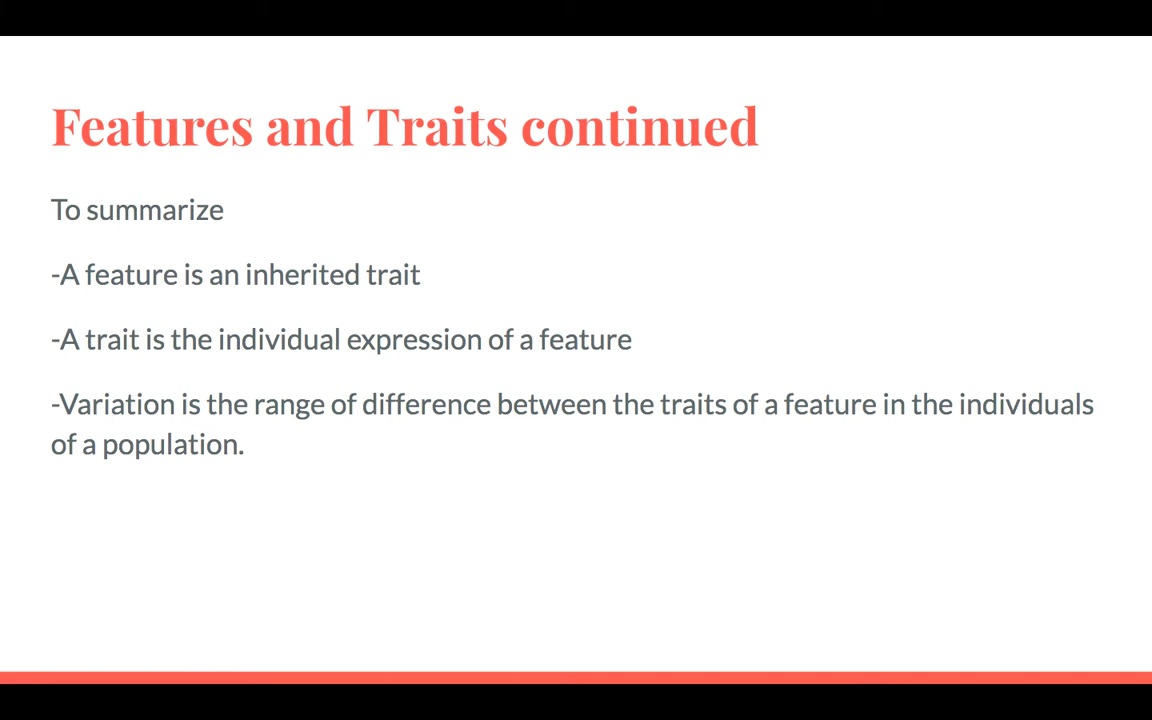 Features and Traits continued
To summarize
-A feature is an inherited trait
-A trait is the individual expression of a feature
-Variation is the range of difference between the traits of a feature in the individuals
of a population.